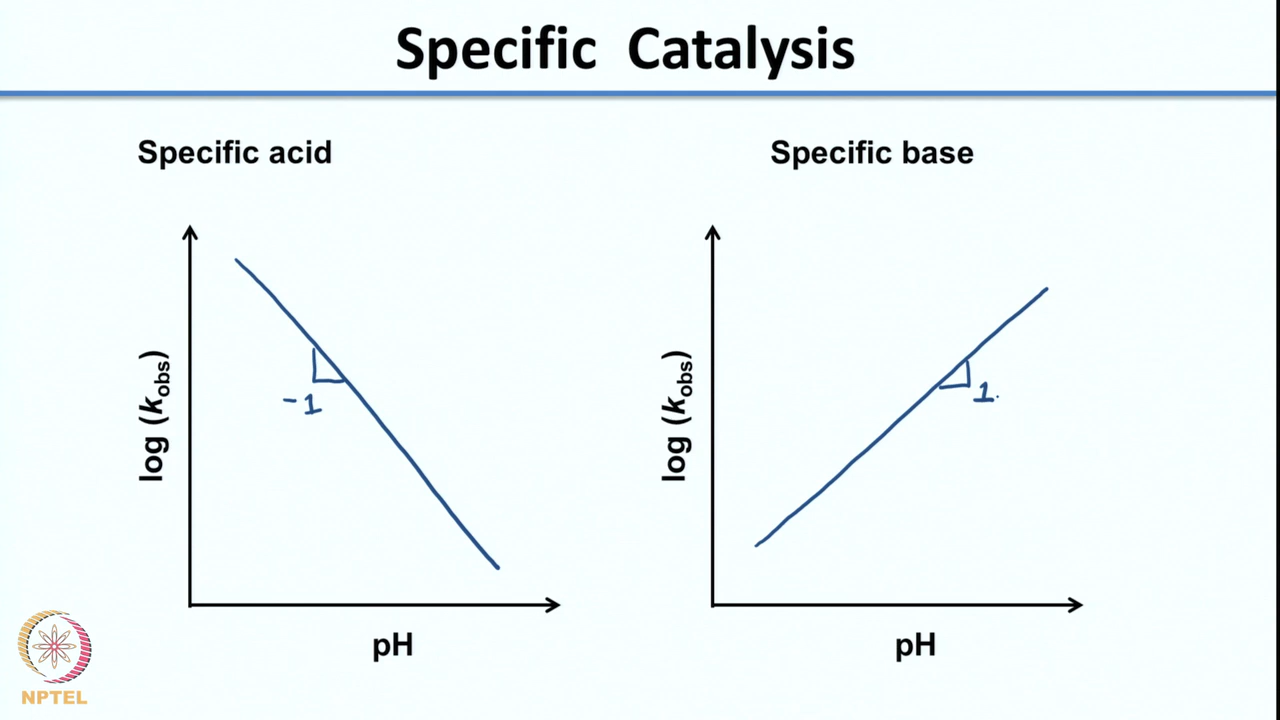 Specific Catalysis
Specific acid
log (kobs)
-1
pH
Specific base
log (kobs)
1.
pH
NPTEL